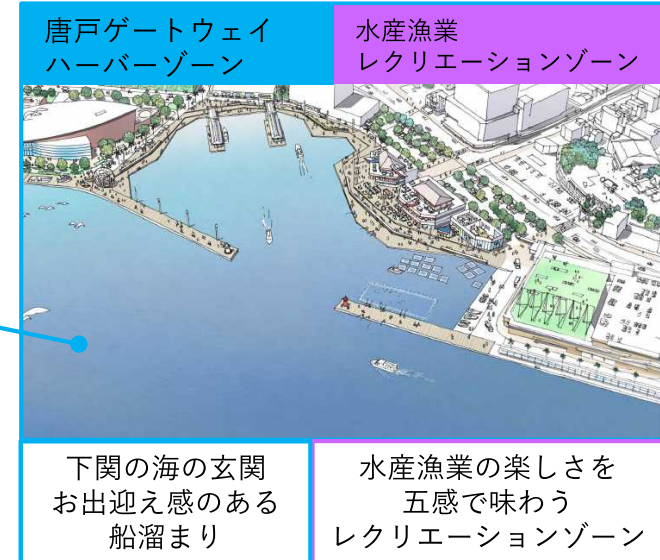 唐戸ゲートウェイ
ハーバーゾーン
水産漁業
レクリエーションゾーン
下関の海の玄関
お出迎え感のある
船溜まり
水産漁業の楽しさを
五感で味わう
レクリエーションゾーン